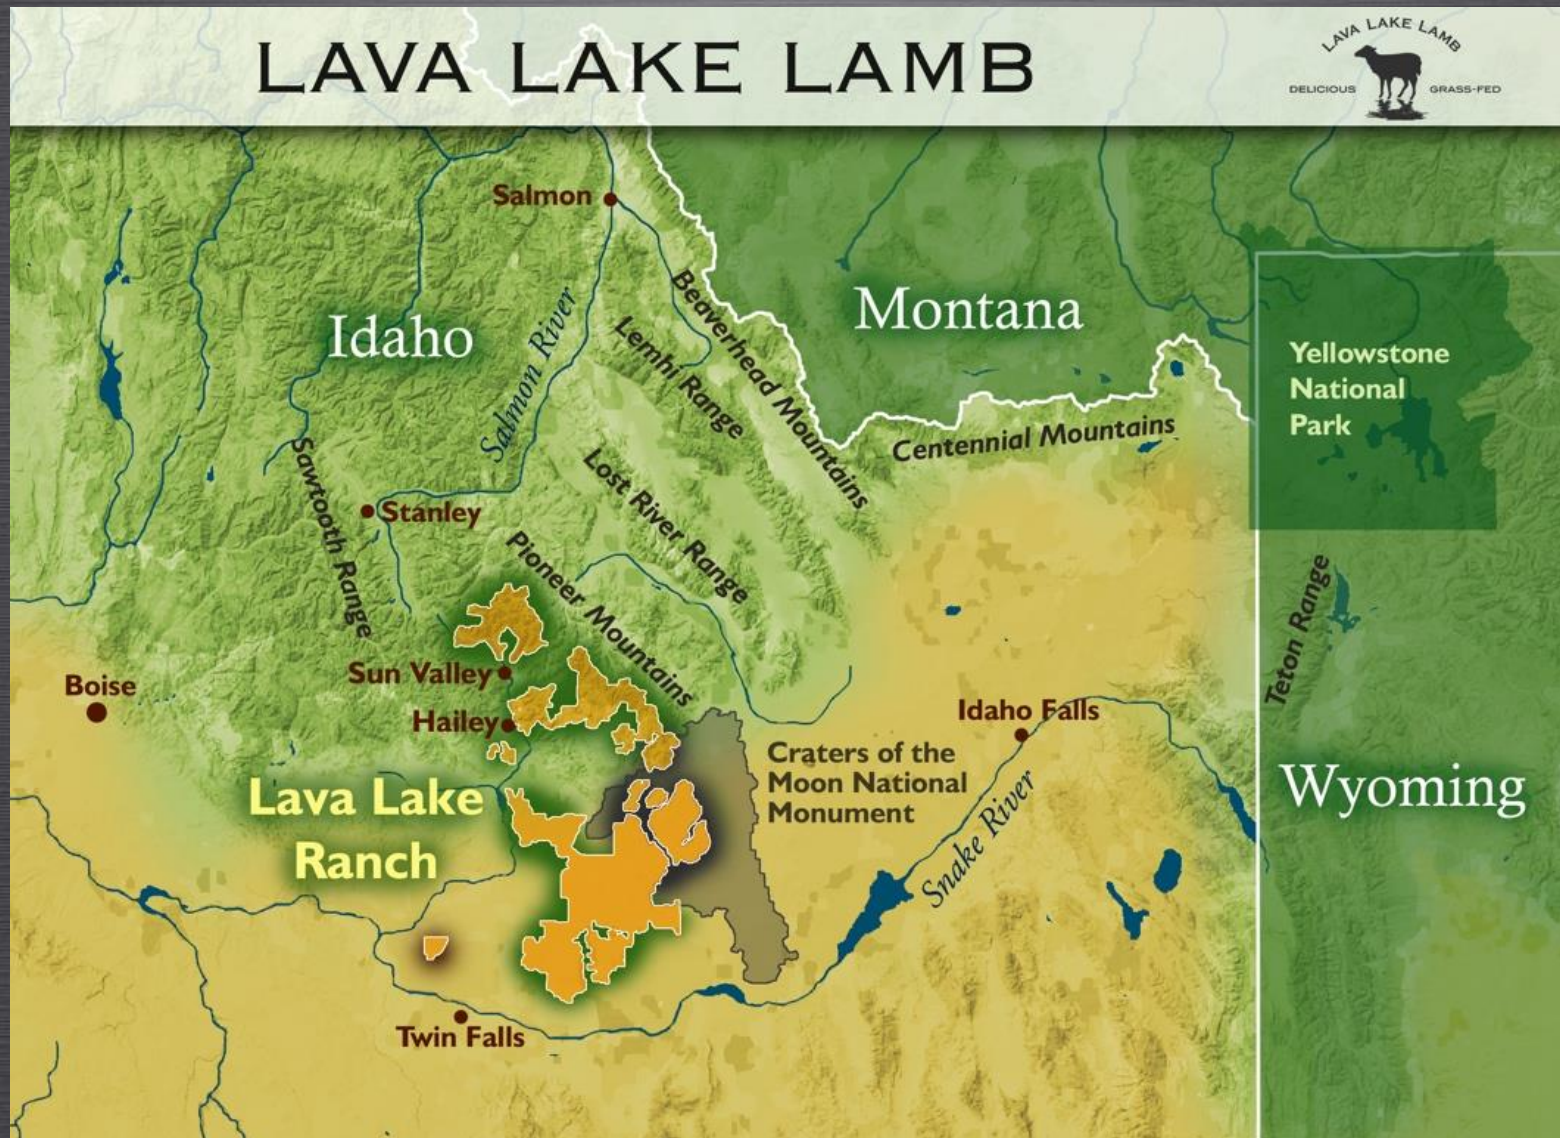 LAVA LAKE LAMB
LAVA LAKE LAMB
DELICIOUS GRASS-FED
Salmon
Idaho
Montana
Salmon River
Beaverhead Mountains
Lemhi Range
Yellowstone
National
Park
Centennial Mountains
Sawtooth Range
Lost River Range
Stanley
Pioneer Mountains
Teton Range
Sun Valley
Boise
Hailey
Idaho Falls
Craters of the
Moon National
Monument
Wyoming
Lava Lake
Ranch
Snake River
Twin Falls